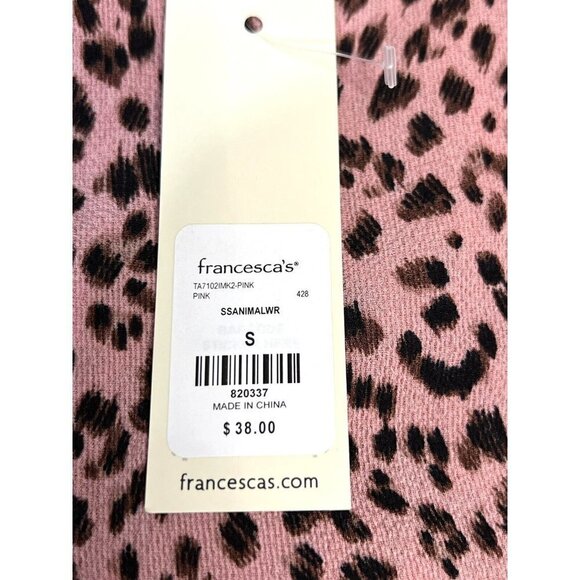 francesca's®
TA7102IMK2-PINK
PINK 428
SSANIMALWR
S
820337
MADE IN CHINA
$ 38.00
francescas.com